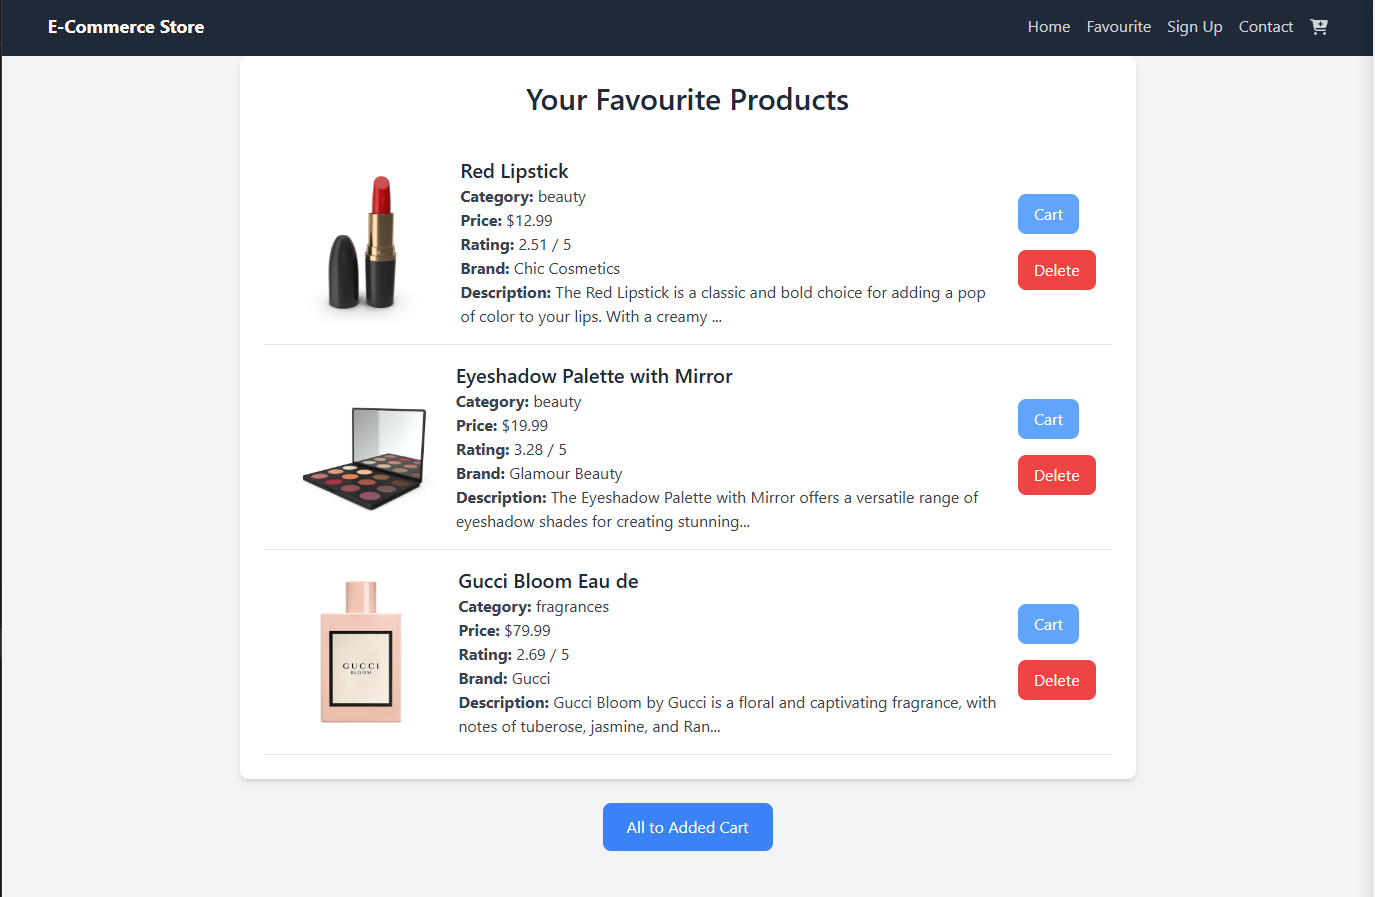 E-Commerce Store
Home Favourite Sign Up Contact
Your Favourite Products
Red Lipstick
Category: beauty
Price: $12.99
Rating: 2.51 / 5
Brand: Chic Cosmetics
Description: The Red Lipstick is a classic and bold choice for adding a pop
of color to your lips. With a creamy ...
Cart
Delete
Eyeshadow Palette with Mirror
Category: beauty
Price: $19.99
Rating: 3.28 / 5
Brand: Glamour Beauty
Description: The Eyeshadow Palette with Mirror offers a versatile range of
eyeshadow shades for creating stunning...
Cart
Delete
GUCCI
BLOOM
Gucci Bloom Eau de
Category: fragrances
Price: $79.99
Rating: 2.69 / 5
Brand: Gucci
Description: Gucci Bloom by Gucci is a floral and captivating fragrance, with
notes of tuberose, jasmine, and Ran...
Cart
Delete
All to Added Cart